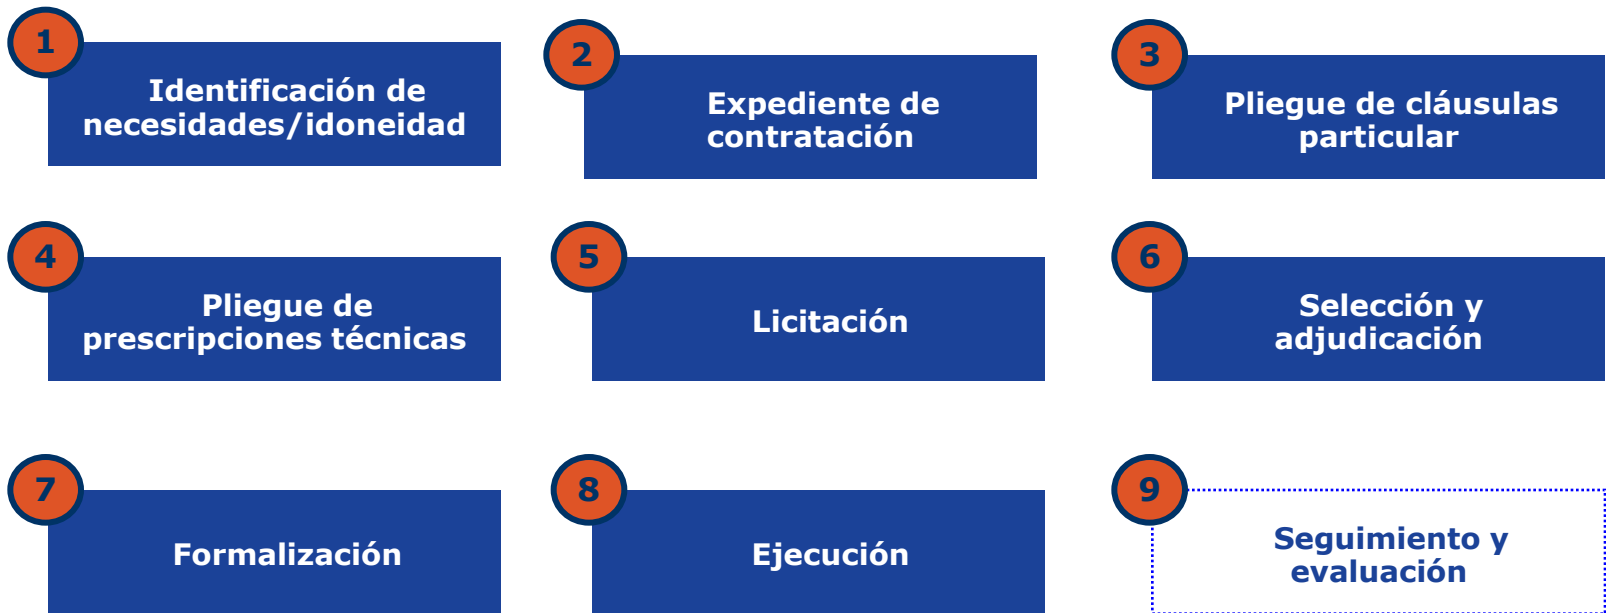 1
Identificación de
necesidades/idoneidad
2
Expediente de
contratación
3
Pliegue de cláusulas
particular
4
Pliegue de
prescripciones técnicas
5
Licitación
6
Selección y
adjudicación
7
Formalización
8
Ejecución
9
Seguimiento y
evaluación